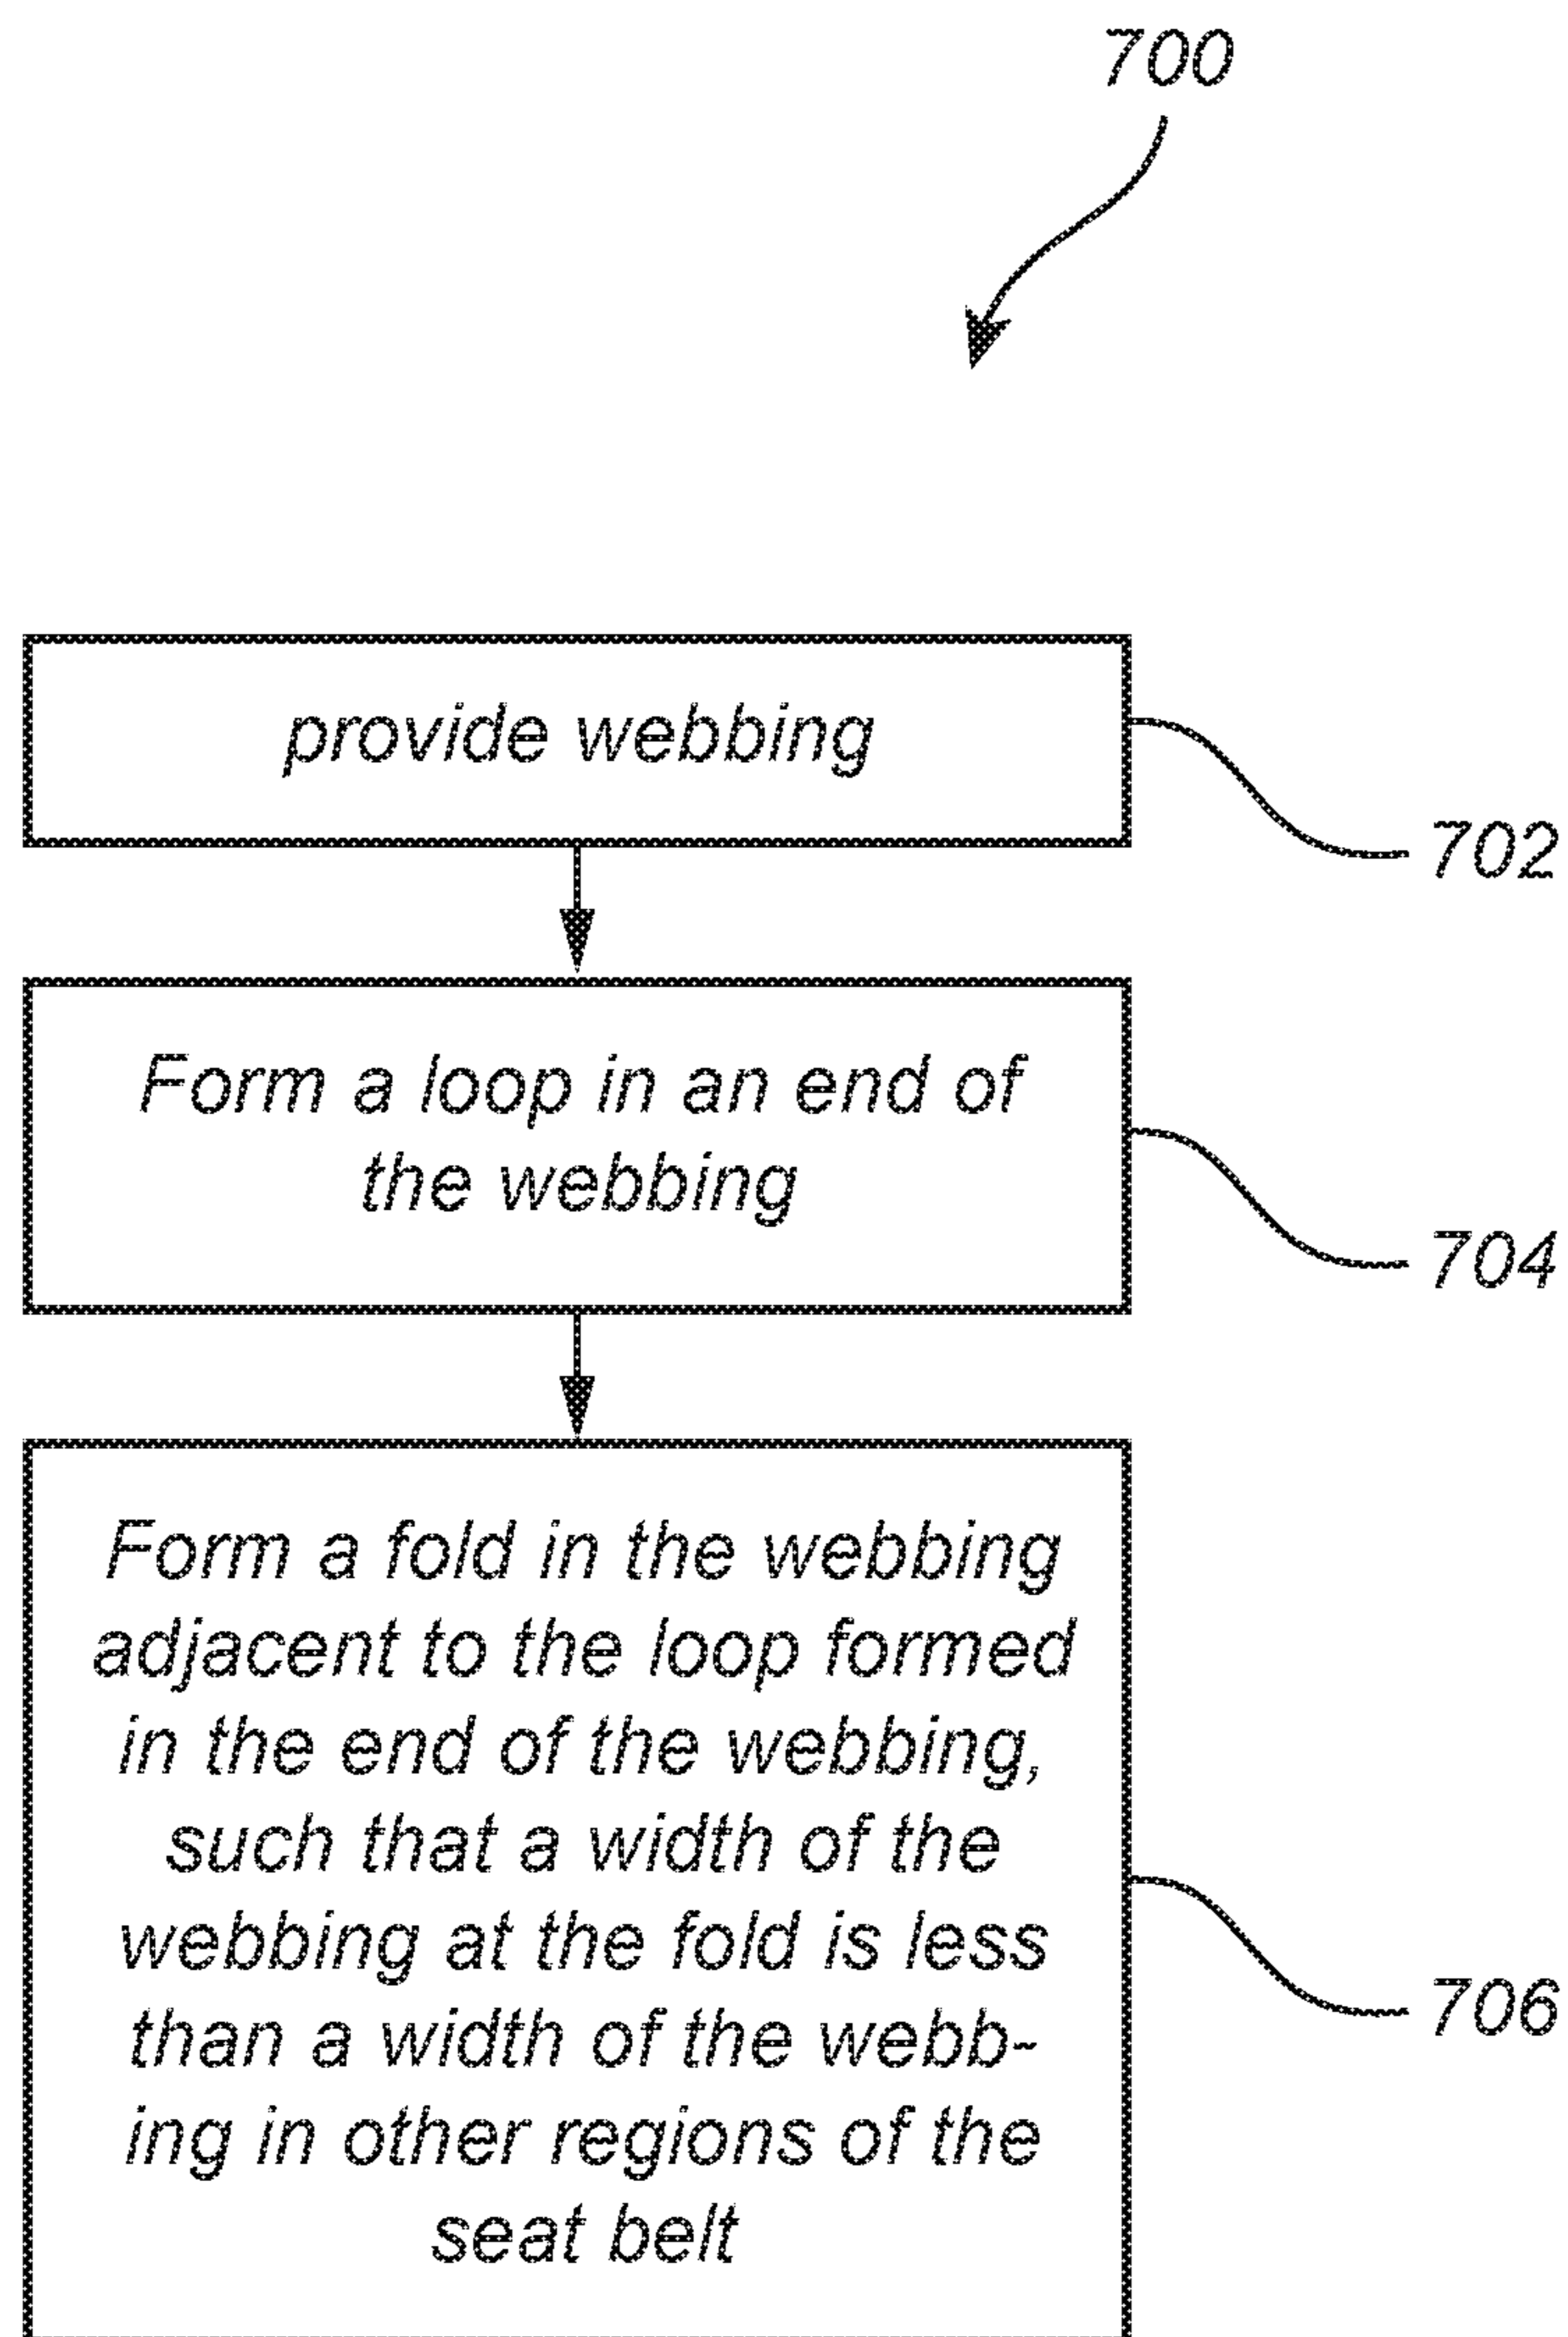 700
provide webbing
702
Form a loop in an end of
the webbing
704
Form a fold in the webbing
adjacent to the loop formed
in the end of the webbing,
such that a width of the
webbing at the fold is less
than a width of the webb-
ing in other regions of the
seat belt
706